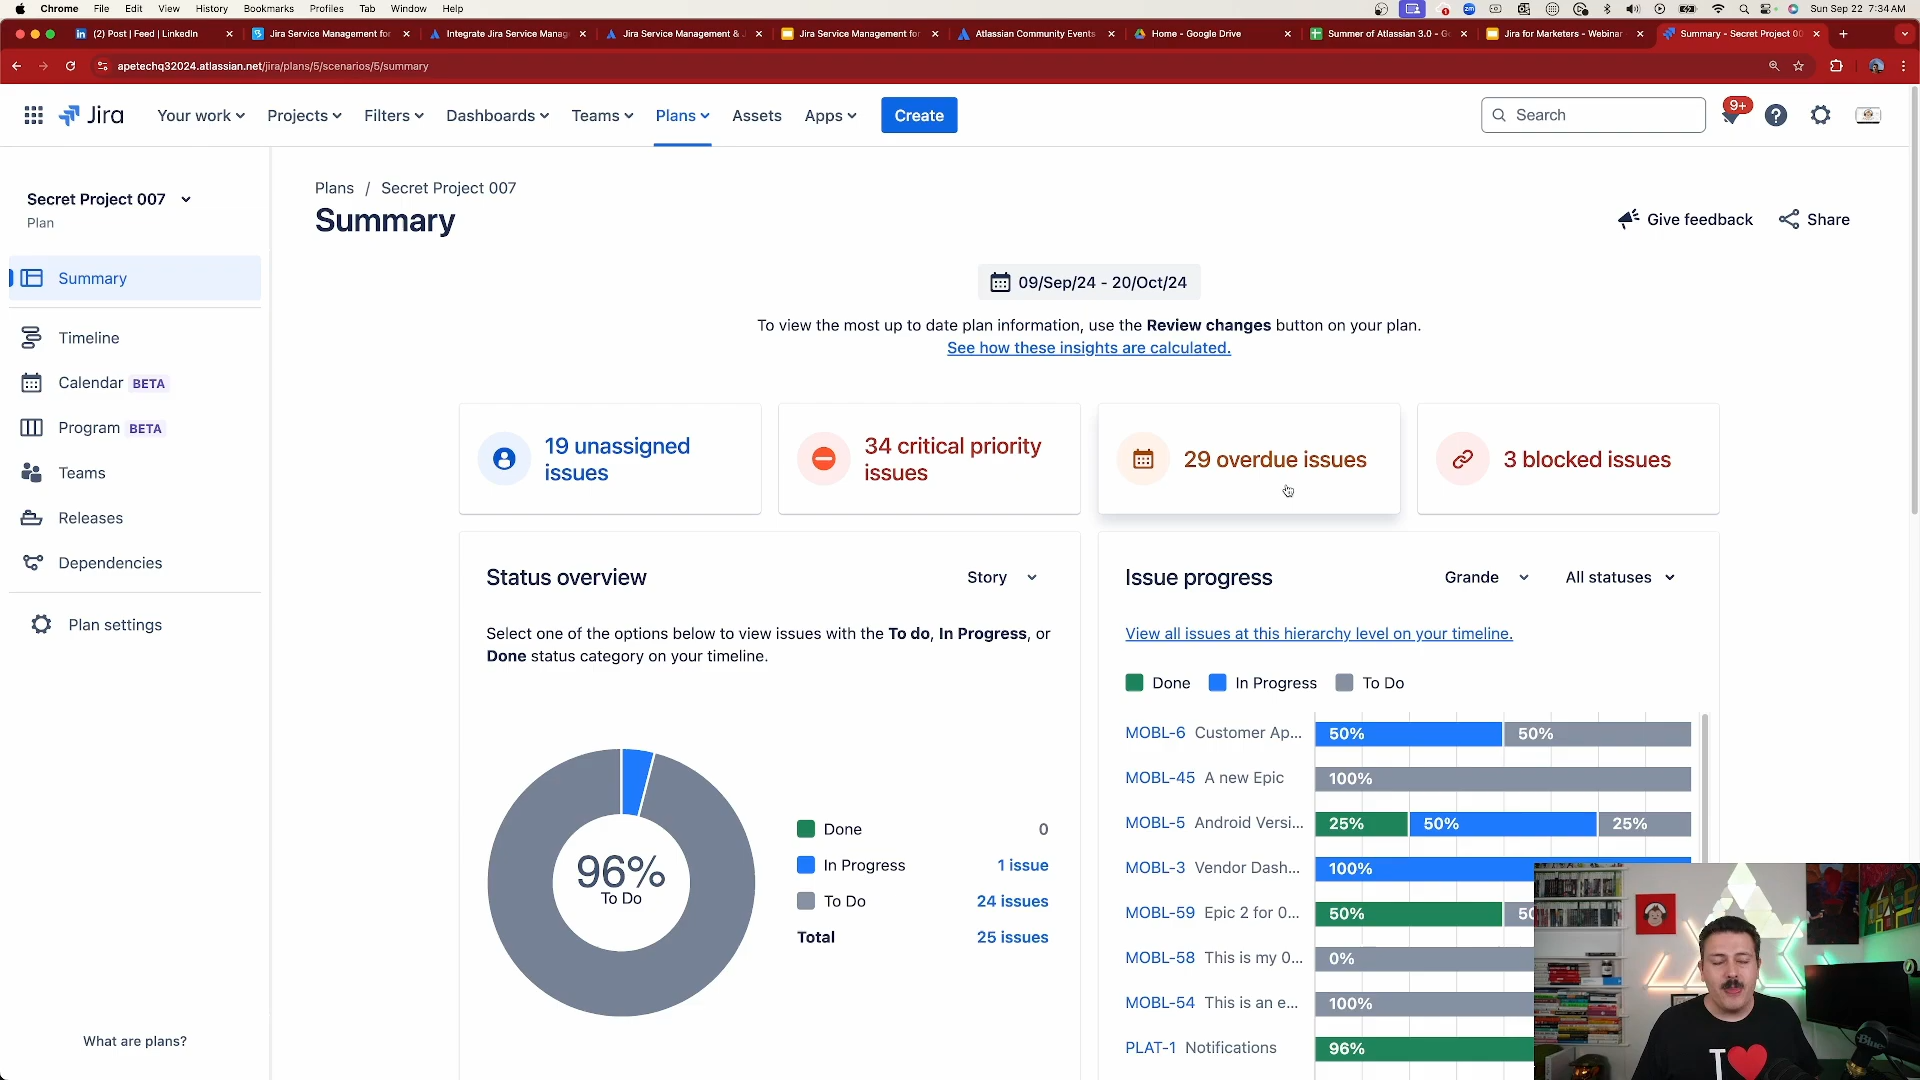 Chrome File Edit View History Bookmarks Profiles Tab Window Help
Sun Sep 22 7:34 AM
(2) Post | Feed | LinkedIn
Jira Service Management for
Integrate Jira Service Manag
Jira Service Management &
Jira Service Management for
Atlassian Community Events
Home - Google Drive
Summer of Atlassian 3.0 - G
Jira for Marketers - Webinar
Summary - Secret Project 00
apetechq32024.atlassian.net/jira/plans/5/scenarios/5/summary
Jira
Your work
Projects
Filters
Dashboards
Teams
Plans
Assets
Apps
Create
Search
9+
Secret Project 007
Plan
Summary
Timeline
Calendar BETA
Program BETA
Teams
Releases
Dependencies
Plan settings
What are plans?
Plans / Secret Project 007
Summary
Give feedback
Share
09/Sep/24 - 20/Oct/24
To view the most up to date plan information, use the Review changes button on your plan.
See how these insights are calculated.
19 unassigned
issues
34 critical priority
issues
29 overdue issues
3 blocked issues
Status overview
Story
Select one of the options below to view issues with the To do, In Progress, or
Done status category on your timeline.
96%
To Do
Done 0
In Progress 1 issue
To Do 24 issues
Total 25 issues
Issue progress
Grande
All statuses
View all issues at this hierarchy level on your timeline.
Done In Progress To Do
MOBL-6 Customer Ap... 50% 50%
MOBL-45 A new Epic 100%
MOBL-5 Android Versi... 25% 50% 25%
MOBL-3 Vendor Dash... 100%
MOBL-59 Epic 2 for 0... 50%
MOBL-58 This is my 0... 0%
MOBL-54 This is an e... 100%
PLAT-1 Notifications 96%
I
Blue